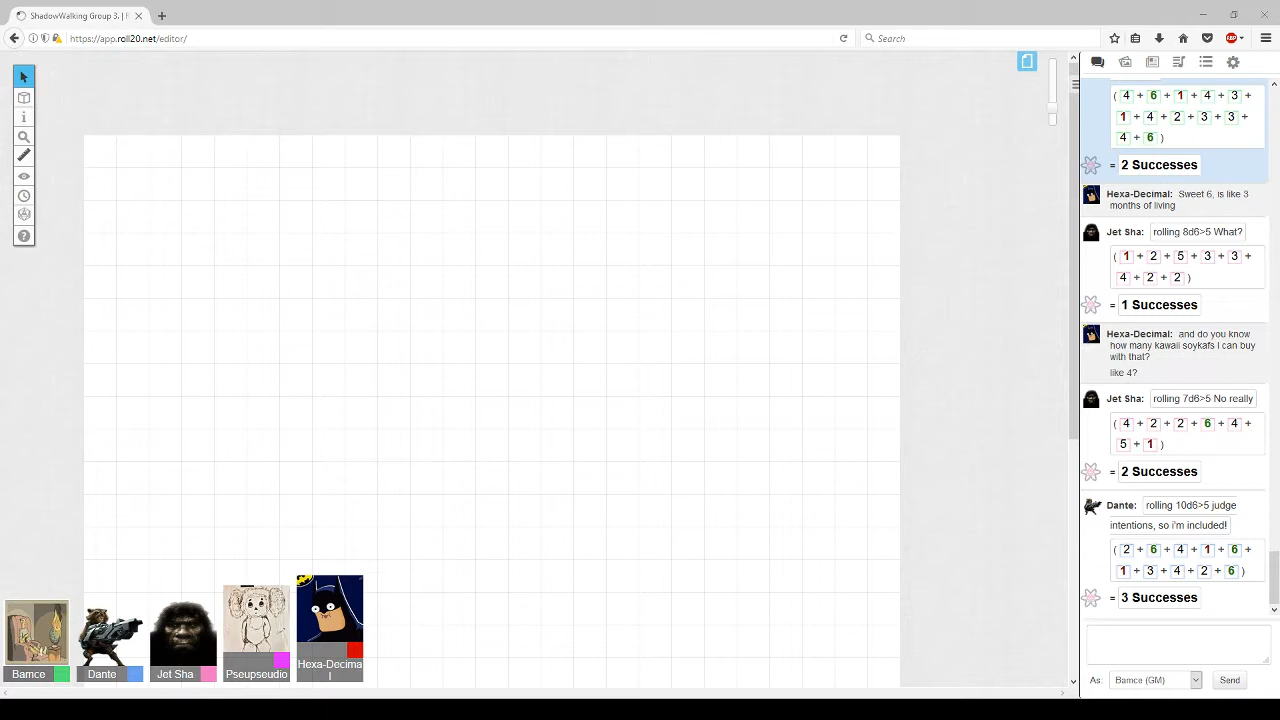 ShadowWalking Group 3. | R
https://app.roll20.net/editor/
Search
ABP
( 4 + 6 + 1 + 4 + 3 +
1 + 4 + 2 + 3 + 3 +
4 + 6 )
= 2 Successes
Hexa-Decimal: Sweet 6, is like 3
months of living
Jet Sha: rolling 8d6>5 What?
( 1 + 2 + 5 + 3 + 3 +
4 + 2 + 2 )
= 1 Successes
Hexa-Decimal: and do you know
how many kawaii soykafs I can buy
with that?
like 4?
Jet Sha: rolling 7d6>5 No really
( 4 + 2 + 2 + 6 + 4 +
5 + 1 )
= 2 Successes
Dante: rolling 10d6>5 judge
intentions, so i'm included!
( 2 + 6 + 4 + 1 + 6 +
1 + 3 + 4 + 2 + 6 )
= 3 Successes
As: Bamce (GM) Send
Bamce
Dante
Jet Sha
Pseupseudio
Hexa-Decima
l